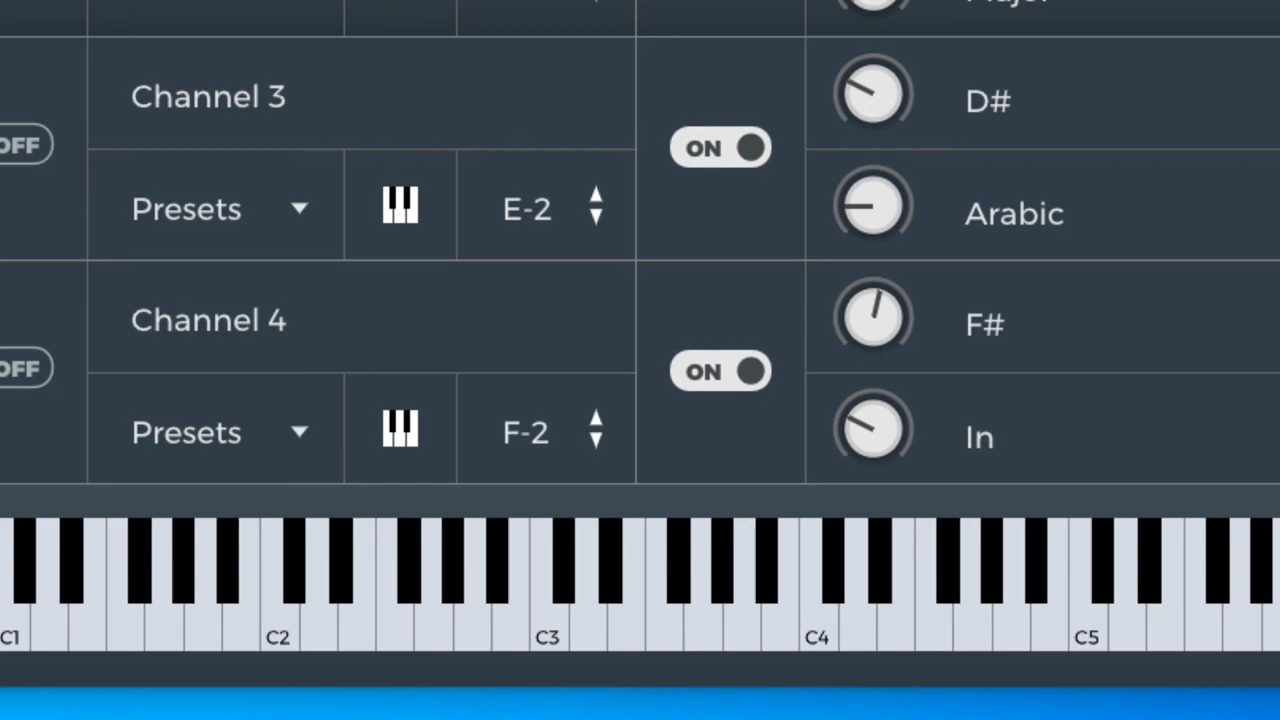 Major
Channel 3
D#
OFF
ON
Presets
E-2
Arabic
Channel 4
F#
OFF
ON
Presets
F-2
In
C1 C2 C3 C4 C5